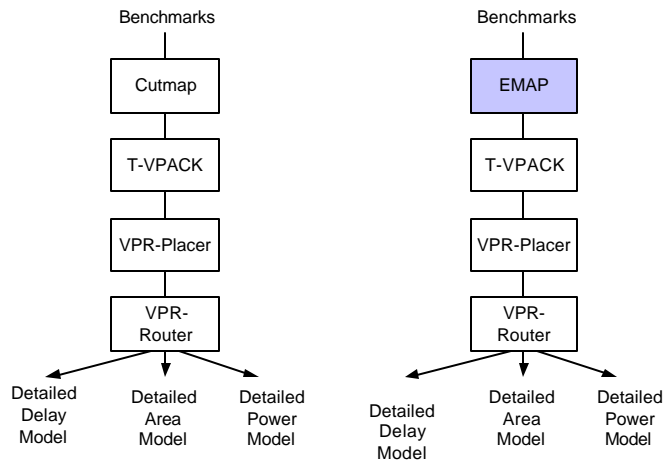 Benchmarks
Cutmap
T-VPACK
VPR-Placer
VPR-
Router
Detailed
Delay
Model
Detailed
Area
Model
Detailed
Power
Model
Benchmarks
EMAP
T-VPACK
VPR-Placer
VPR-
Router
Detailed
Delay
Model
Detailed
Area
Model
Detailed
Power
Model